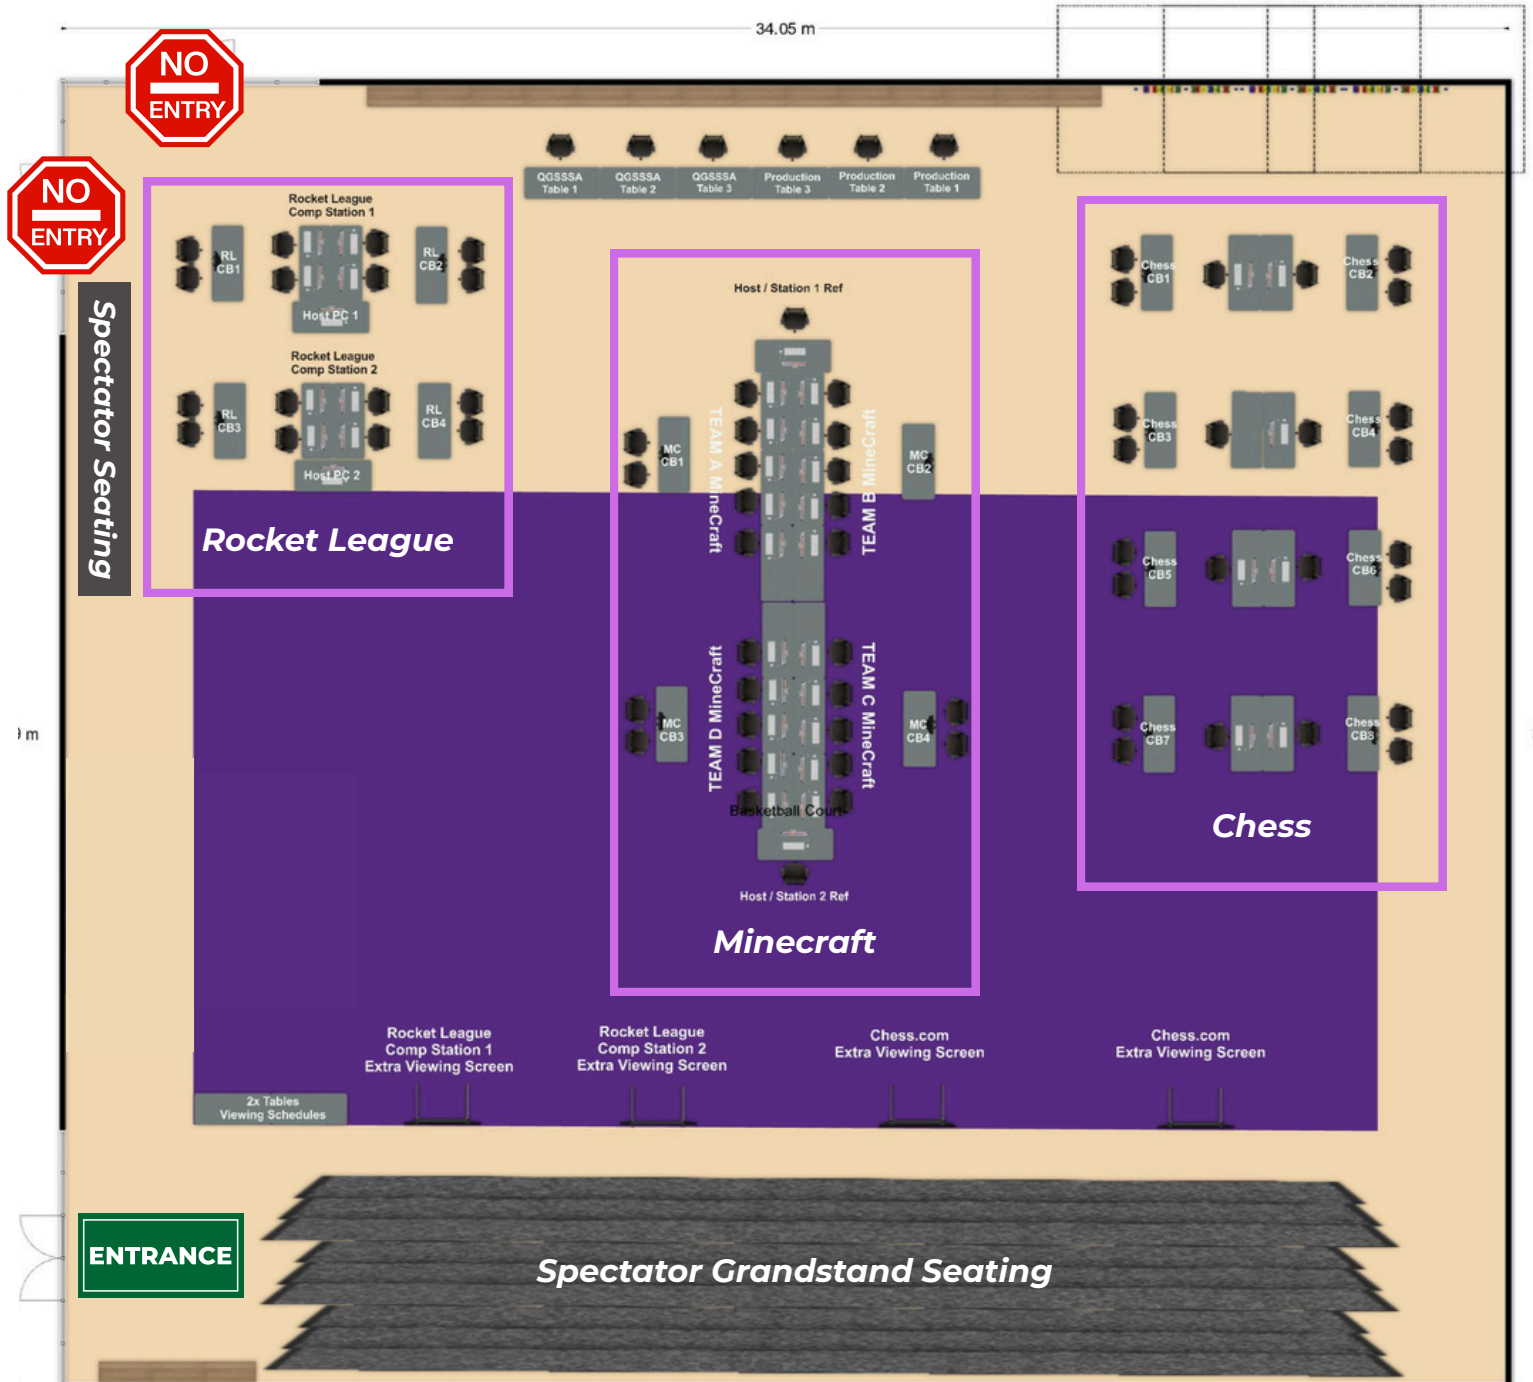 34.05 m
NO
ENTRY
NO
ENTRY
QGSSSA
Table 1
QGSSSA
Table 2
QGSSSA
Table 3
Production
Table 3
Production
Table 2
Production
Table 1
Spectator Seating
Rocket League
Comp Station 1
RL
CB1
RL
CB2
Host PC 1
Rocket League
Comp Station 2
RL
CB3
RL
CB4
Host PC 2
Rocket League
Host / Station 1 Ref
TEAM A MineCraft
TEAM B MineCraft
MC
CB1
MC
CB2
TEAM D MineCraft
TEAM C MineCraft
MC
CB3
MC
CB4
Basketball Court
Host / Station 2 Ref
Minecraft
Chess
CB1
Chess
CB2
Chess
CB3
Chess
CB4
Chess
CB5
Chess
CB6
Chess
CB7
Chess
CB8
Chess
9 m
Rocket League
Comp Station 1
Extra Viewing Screen
Rocket League
Comp Station 2
Extra Viewing Screen
Chess.com
Extra Viewing Screen
Chess.com
Extra Viewing Screen
2x Tables
Viewing Schedules
ENTRANCE
Spectator Grandstand Seating